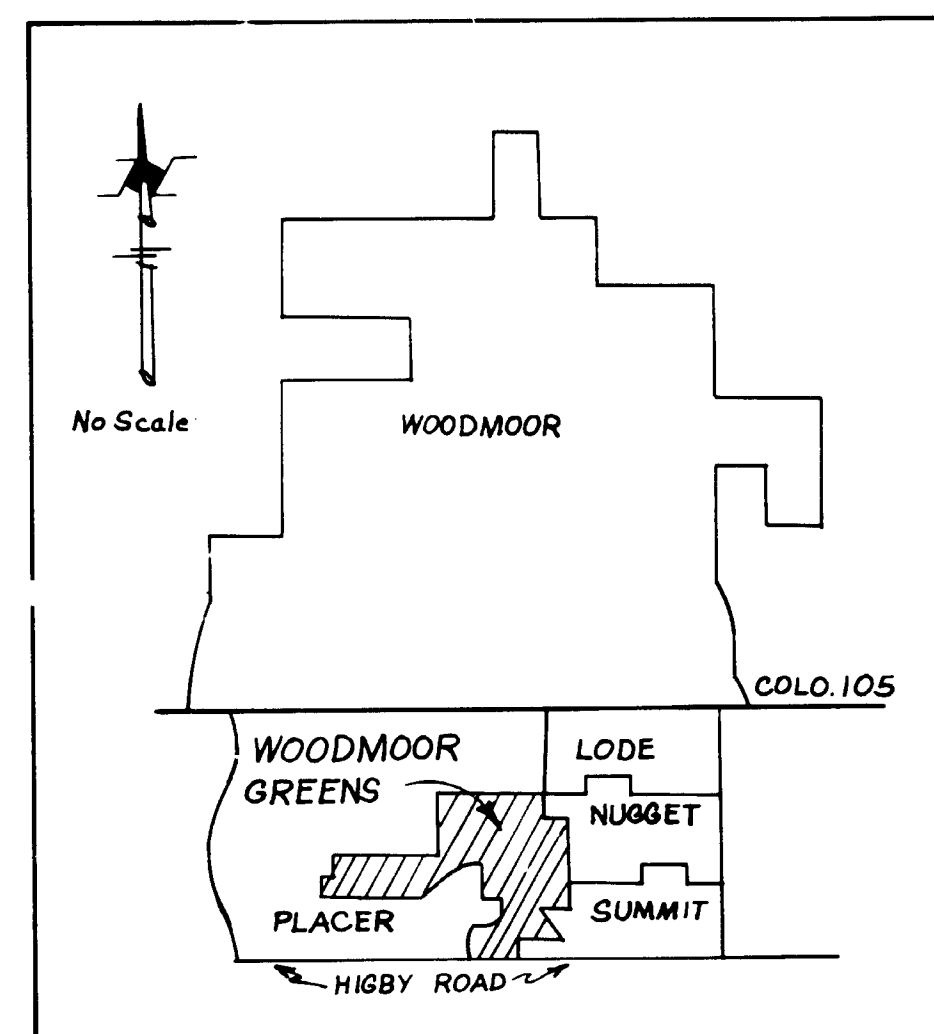 No Scale
WOODMOOR
COLO. 105
WOODMOOR
GREENS
LODE
NUGGET
PLACER
SUMMIT
HIGBY ROAD